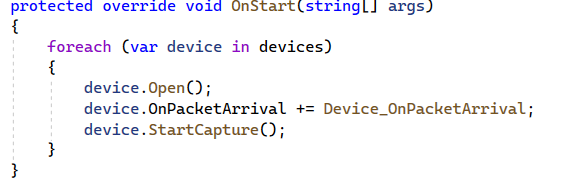 protected override void OnStart(string[] args)
{
    foreach (var device in devices)
    {
        device.Open();
        device.OnPacketArrival += Device_OnPacketArrival;
        device.StartCapture();
    }
}